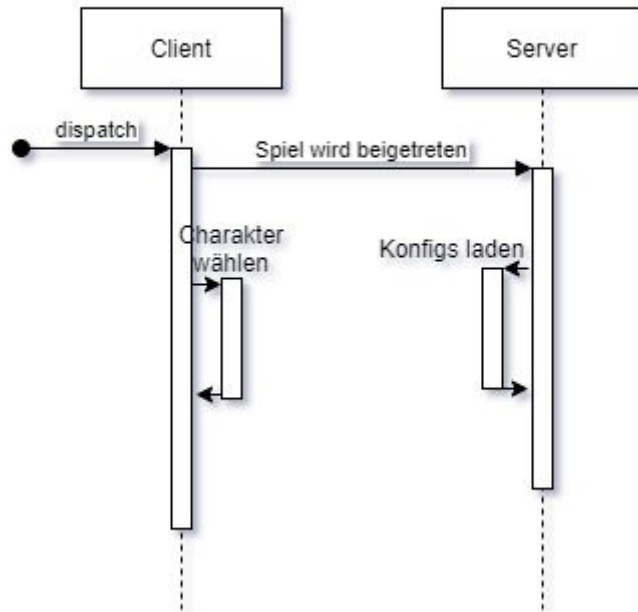 Client
Server
dispatch
Spiel wird beigetreten
Charakter
wählen
Konfigs laden